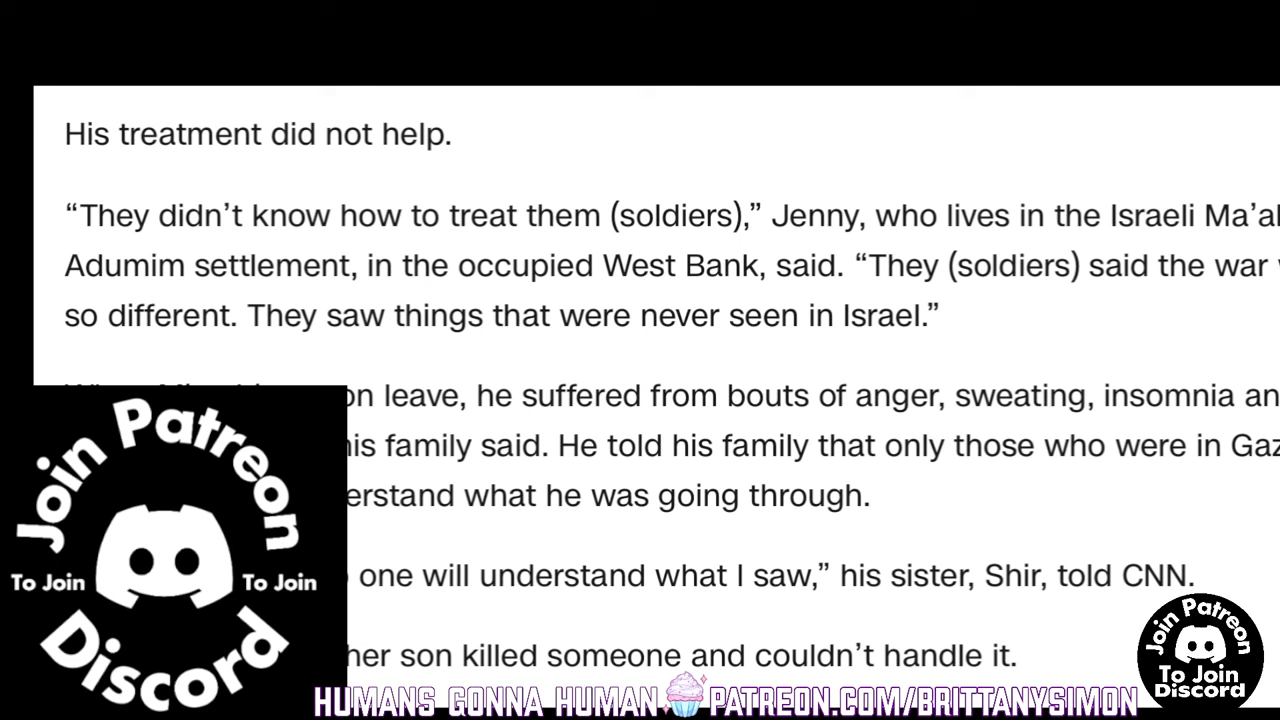 His treatment did not help.
“They didn’t know how to treat them (soldiers),” Jenny, who lives in the Israeli Ma’al
Adumim settlement, in the occupied West Bank, said. “They (soldiers) said the war
so different. They saw things that were never seen in Israel.”
on leave, he suffered from bouts of anger, sweating, insomnia an
his family said. He told his family that only those who were in Gaz
erstand what he was going through.
one will understand what I saw,” his sister, Shir, told CNN.
her son killed someone and couldn’t handle it.
Join Patreon
To Join To Join
Discord
Join Patreon
To Join
Discord
HUMANS GONNA HUMAN PATREON.COM/BRITTANYSIMON